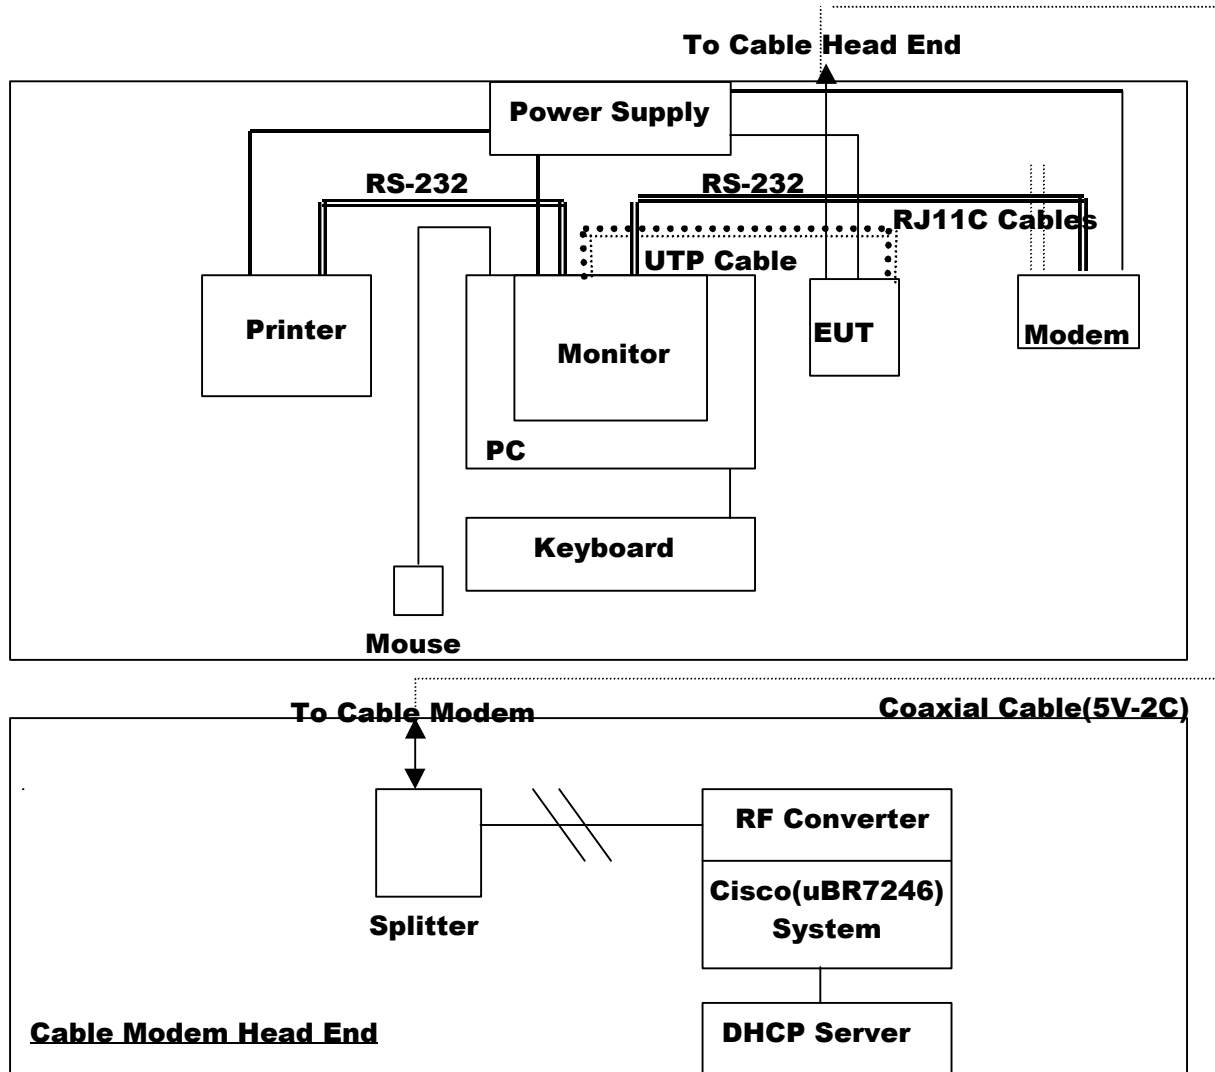 To Cable Head End
Power Supply
RS-232
RS-232
RJ11C Cables
UTP Cable
Printer
Monitor
EUT
Modem
PC
Keyboard
Mouse
To Cable Modem
Coaxial Cable(5V-2C)
RF Converter
Cisco(uBR7246)
System
Splitter
Cable Modem Head End
DHCP Server